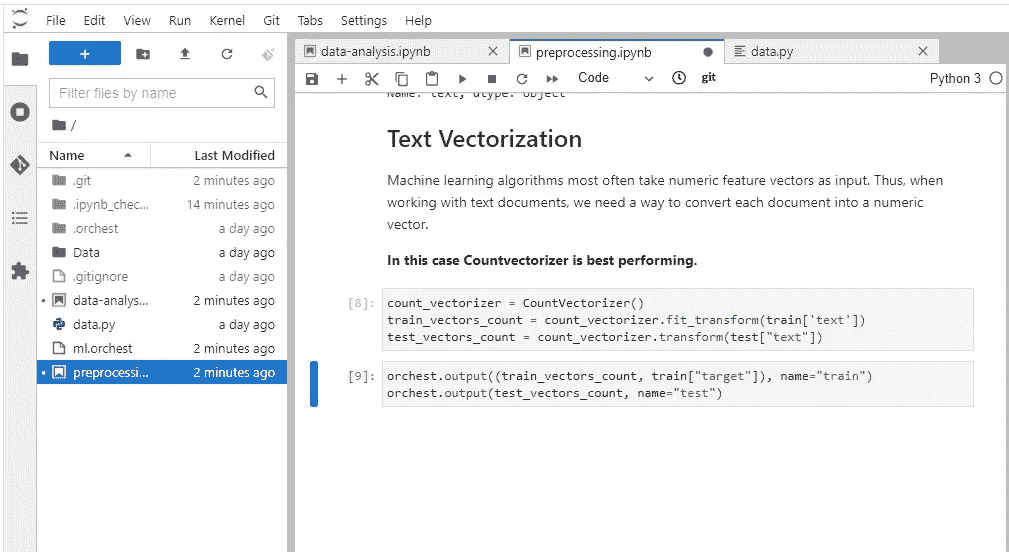 File Edit View Run Kernel Git Tabs Settings Help
data-analysis.ipynb
preprocessing.ipynb
data.py
Code
git
Python 3
Filter files by name
/
Name Last Modified
.git 2 minutes ago
.ipynb_chec... 14 minutes ago
.orchest a day ago
Data a day ago
.gitignore a day ago
data-analys... 2 minutes ago
data.py a day ago
ml.orchest 2 minutes ago
preprocessi... 2 minutes ago
Name: text, dtype: object
Text Vectorization
Machine learning algorithms most often take numeric feature vectors as input. Thus, when
working with text documents, we need a way to convert each document into a numeric
vector.
In this case Countvectorizer is best performing.
[8]:
count_vectorizer = CountVectorizer()
train_vectors_count = count_vectorizer.fit_transform(train['text'])
test_vectors_count = count_vectorizer.transform(test["text"])
[9]:
orchest.output((train_vectors_count, train["target"]), name="train")
orchest.output(test_vectors_count, name="test")